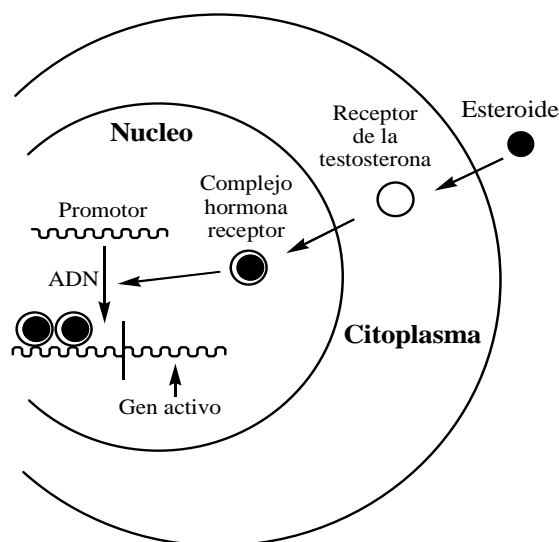 Esteroide
Receptor
de la
testosterona
Nucleo
Complejo
hormona
receptor
Promotor
ADN
Citoplasma
Gen activo